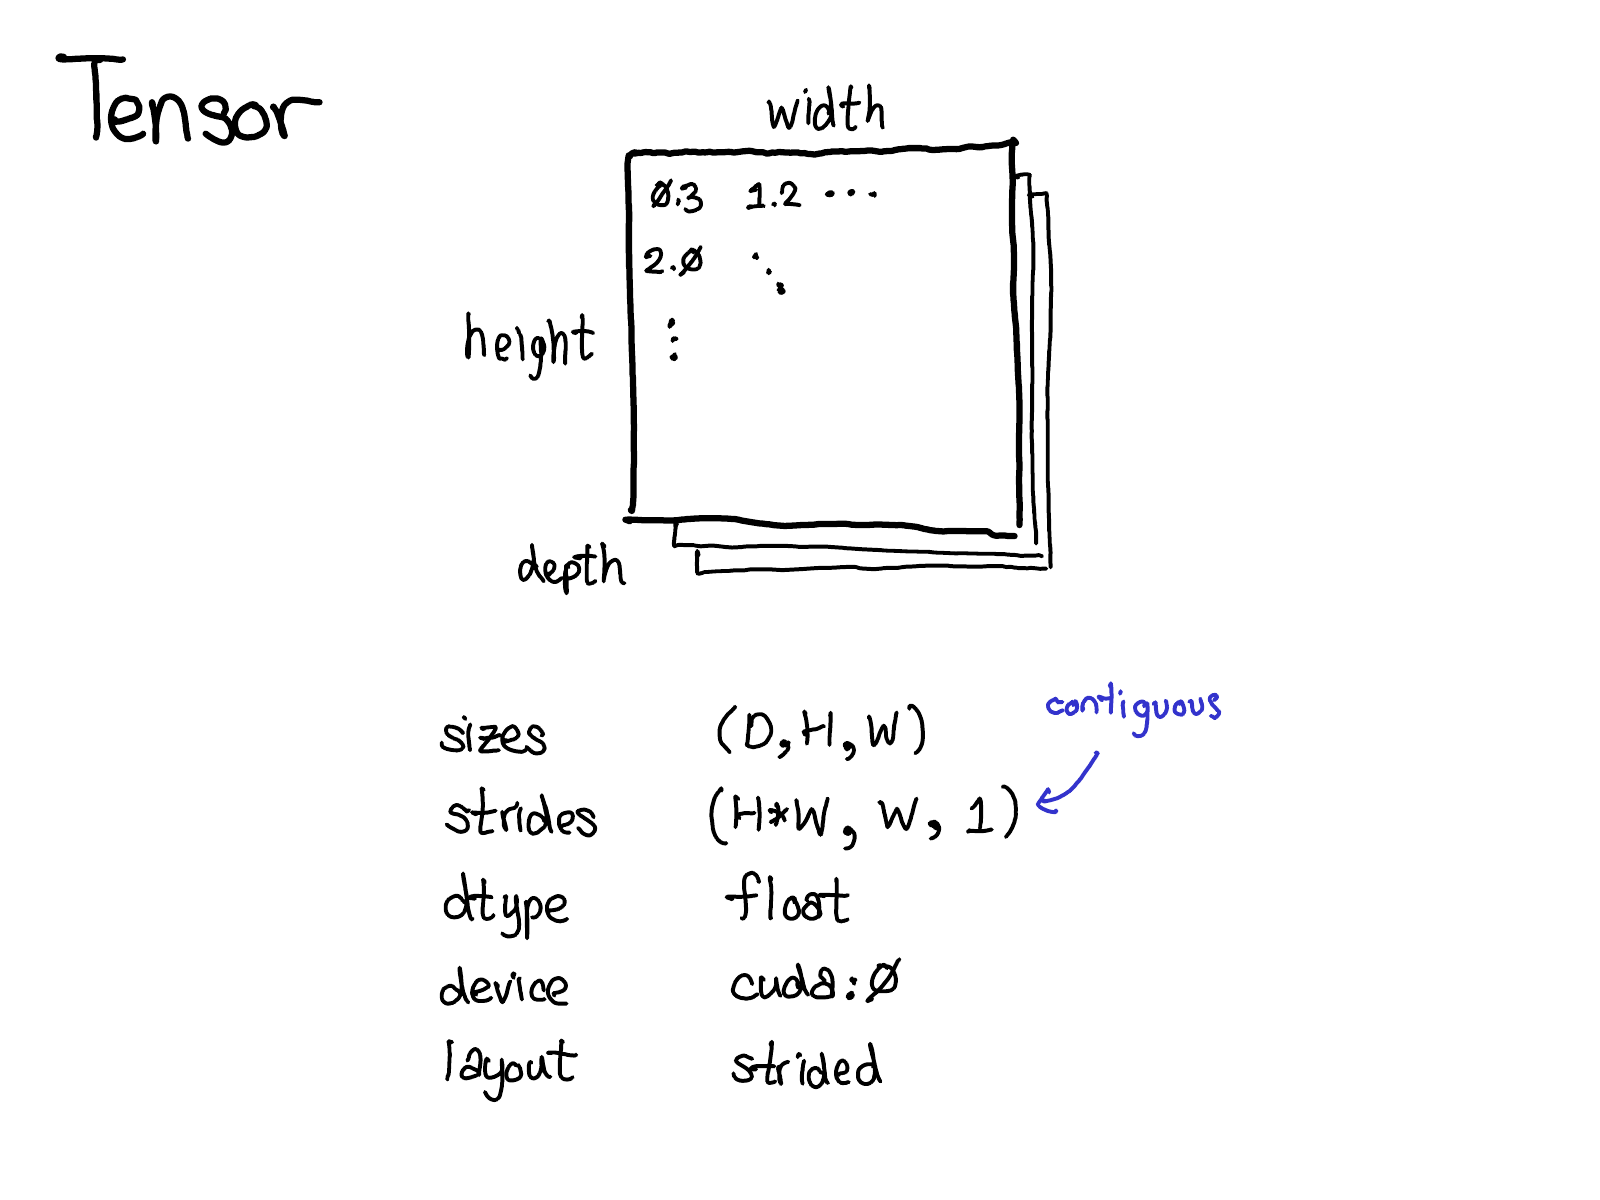 Tensor
width
0.3 1.2 ...
2.0
height
depth
sizes (D, H, W)
contiguous
strides (H*W, W, 1)
dtype float
device cuda:0
layout strided